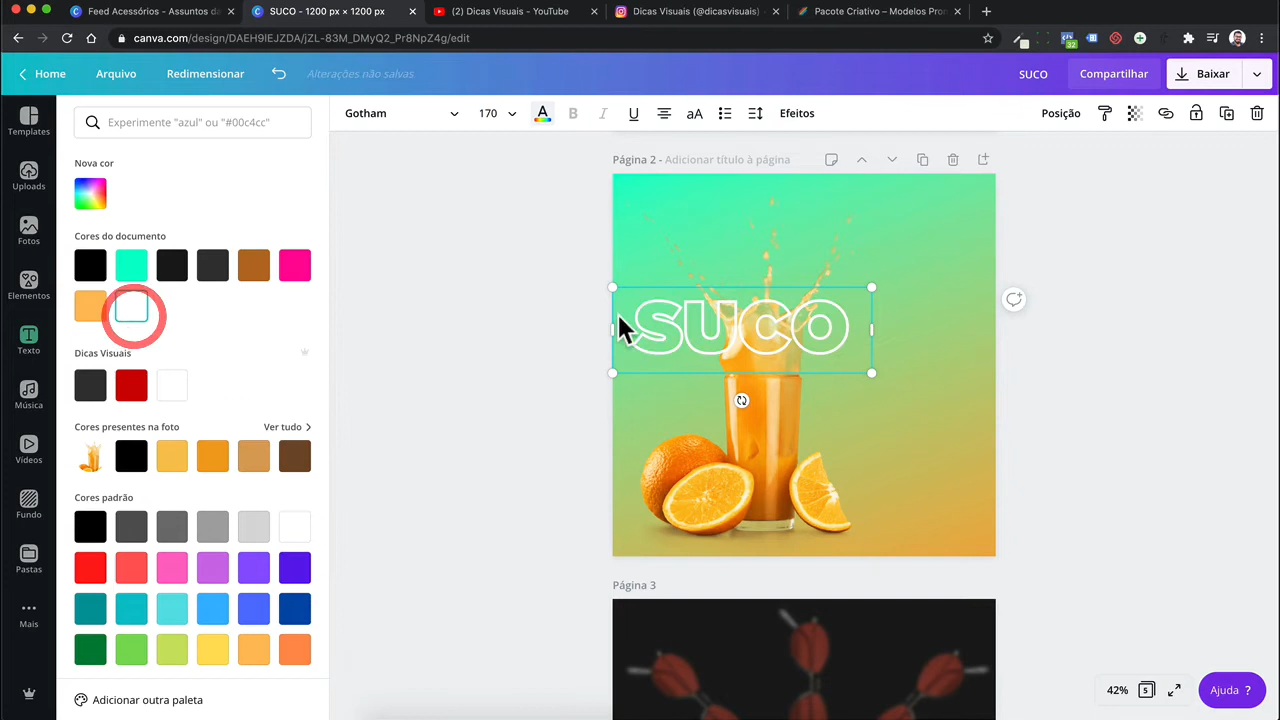 Feed Acessórios - Assuntos da
SUCO - 1200 px × 1200 px
(2) Dicas Visuais - YouTube
Dicas Visuais (@dicasvisuais)
Pacote Criativo – Modelos Pron
canva.com/design/DAEH9IEJZDA/jZL-83M_DMyQ2_Pr8NpZ4g/edit
32
Home
Arquivo
Redimensionar
Alterações não salvas
SUCO
Compartilhar
Baixar
Templates
Uploads
Fotos
Elementos
Texto
Música
Vídeos
Fundo
Pastas
Mais
Experimente "azul" ou "#00c4cc"
Nova cor
Cores do documento
Dicas Visuais
Cores presentes na foto
Ver tudo
Cores padrão
Adicionar outra paleta
Gotham
170
A
B
I
U
aA
Efeitos
Posição
Página 2 - Adicionar título à página
SUCO
Página 3
42%
5
Ajuda ?